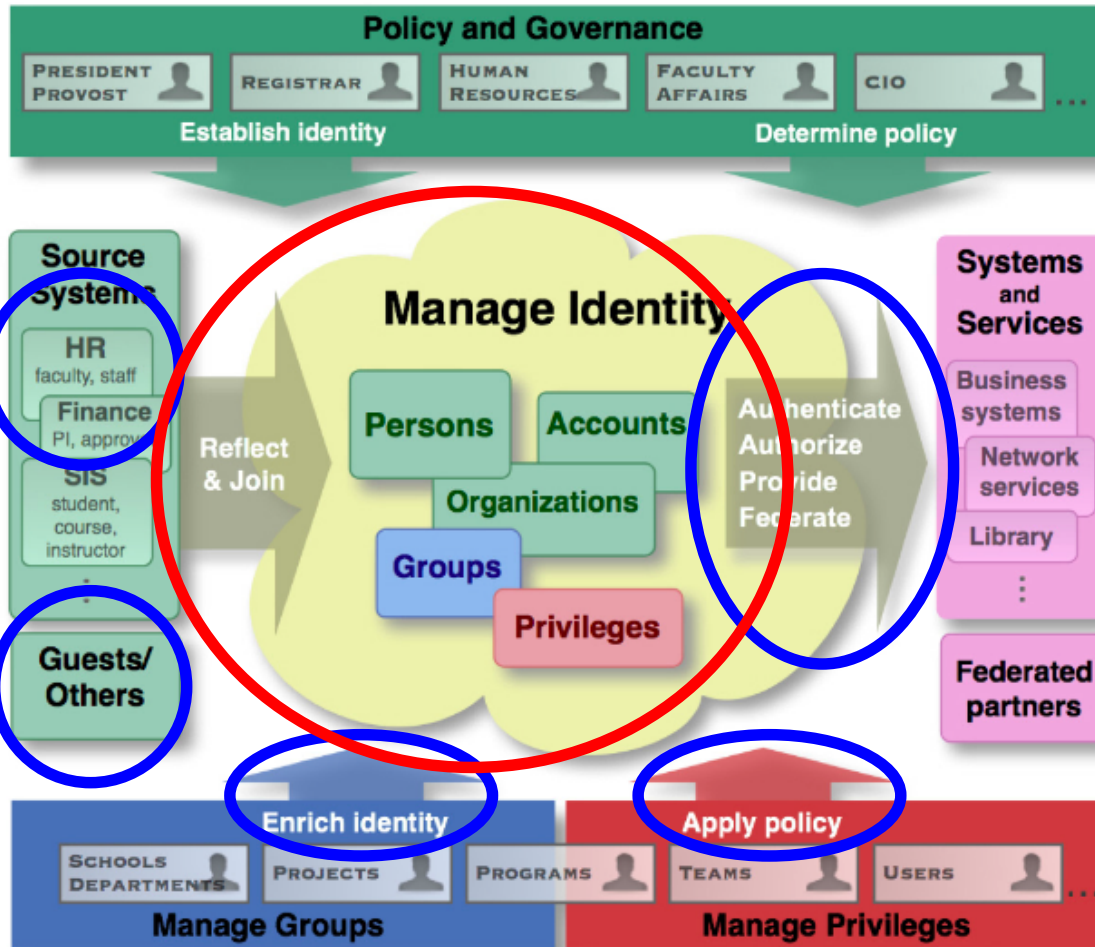 Policy and Governance
PRESIDENT
PROVOST
REGISTRAR
HUMAN
RESOURCES
FACULTY
AFFAIRS
CIO
...
Establish identity
Determine policy
Source
Systems
HR
faculty, staff
Finance
PI, approve
SIS
student,
course,
instructor
⋮
Guests/
Others
Reflect
& Join
Manage Identity
Persons
Accounts
Organizations
Groups
Privileges
Authenticate
Authorize
Provide
Federate
Systems
and
Services
Business
systems
Network
services
Library
⋮
Federated
partners
Enrich identity
Apply policy
SCHOOLS
DEPARTMENTS
PROJECTS
PROGRAMS
TEAMS
USERS
...
Manage Groups
Manage Privileges